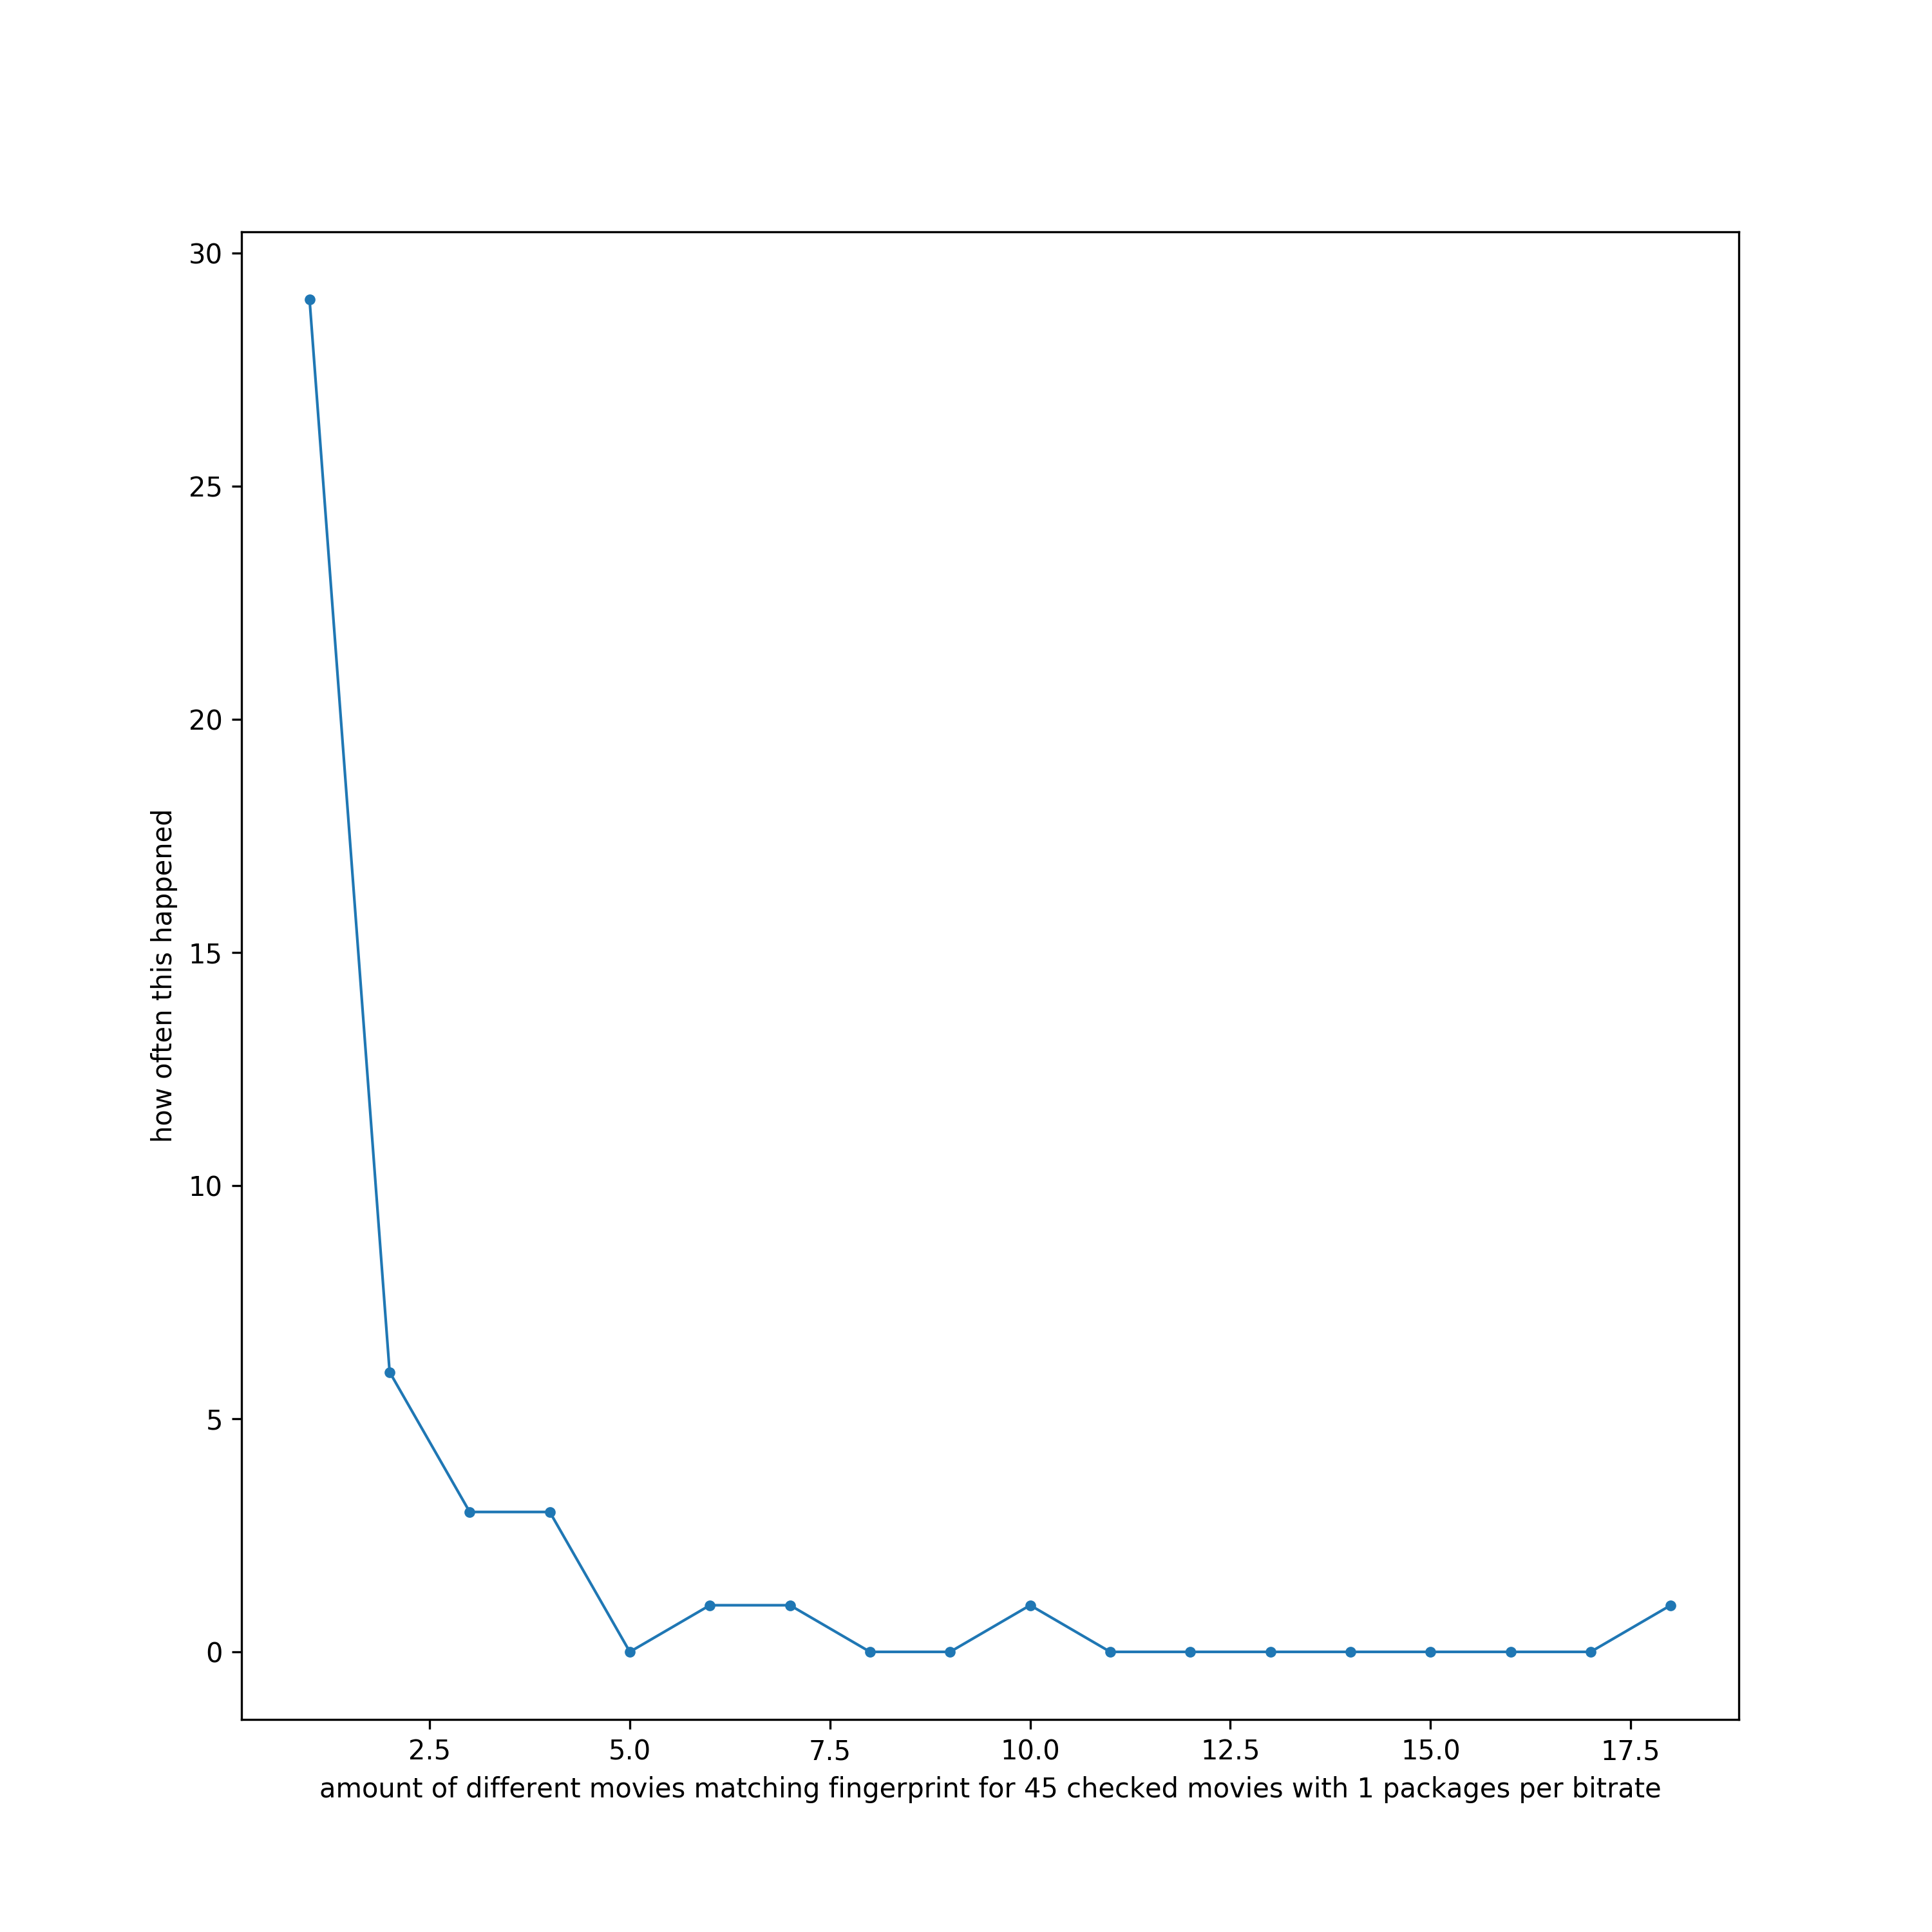 30
25
20
15
10
5
0
how often this happened
2.5 5.0 7.5 10.0 12.5 15.0 17.5
amount of different movies matching fingerprint for 45 checked movies with 1 packages per bitrate